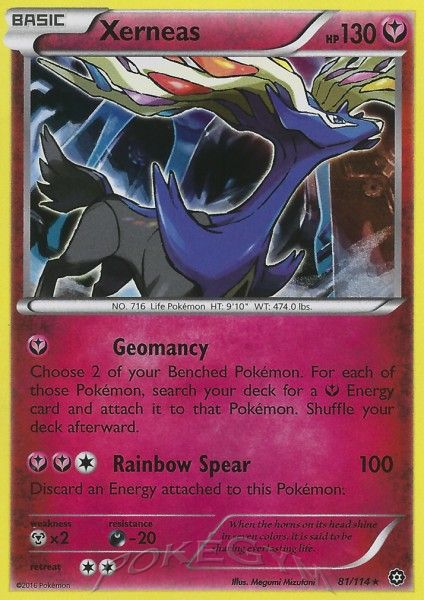 BASIC
Xerneas
HP 130
NO. 716 Life Pokémon HT: 9'10" WT: 474.0 lbs.
Geomancy
Choose 2 of your Benched Pokémon. For each of
those Pokémon, search your deck for a Energy
card and attach it to that Pokémon. Shuffle your
deck afterward.
Rainbow Spear 100
Discard an Energy attached to this Pokémon.
weakness resistance
×2 -20
When the horns on its head shine
in seven colors, it is said to be
sharing everlasting life.
retreat
©2016 Pokémon
Illus. Megumi Mizutani
81/114★